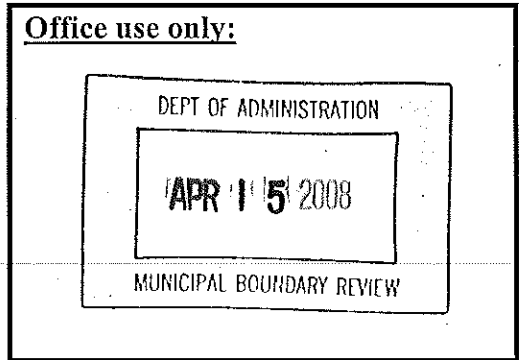 Office use only:
DEPT OF ADMINISTRATION
APR 15 2008
MUNICIPAL BOUNDARY REVIEW